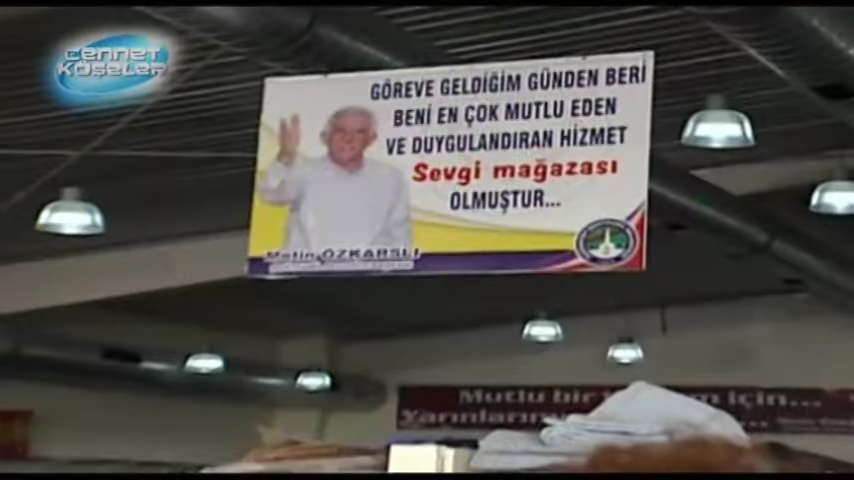 CENNET
KÖŞELER
GÖREVE GELDİĞİM GÜNDEN BERİ
BENİ EN ÇOK MUTLU EDEN
VE DUYGULANDIRAN HİZMET
Sevgi mağazası
OLMUŞTUR...
Metin ÖZKARSLI
Mutlu bir için...